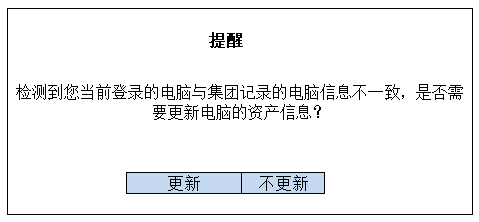 提醒
检测到您当前登录的电脑与集团记录的电脑信息不一致，是否需
要更新电脑的资产信息？
更新 不更新